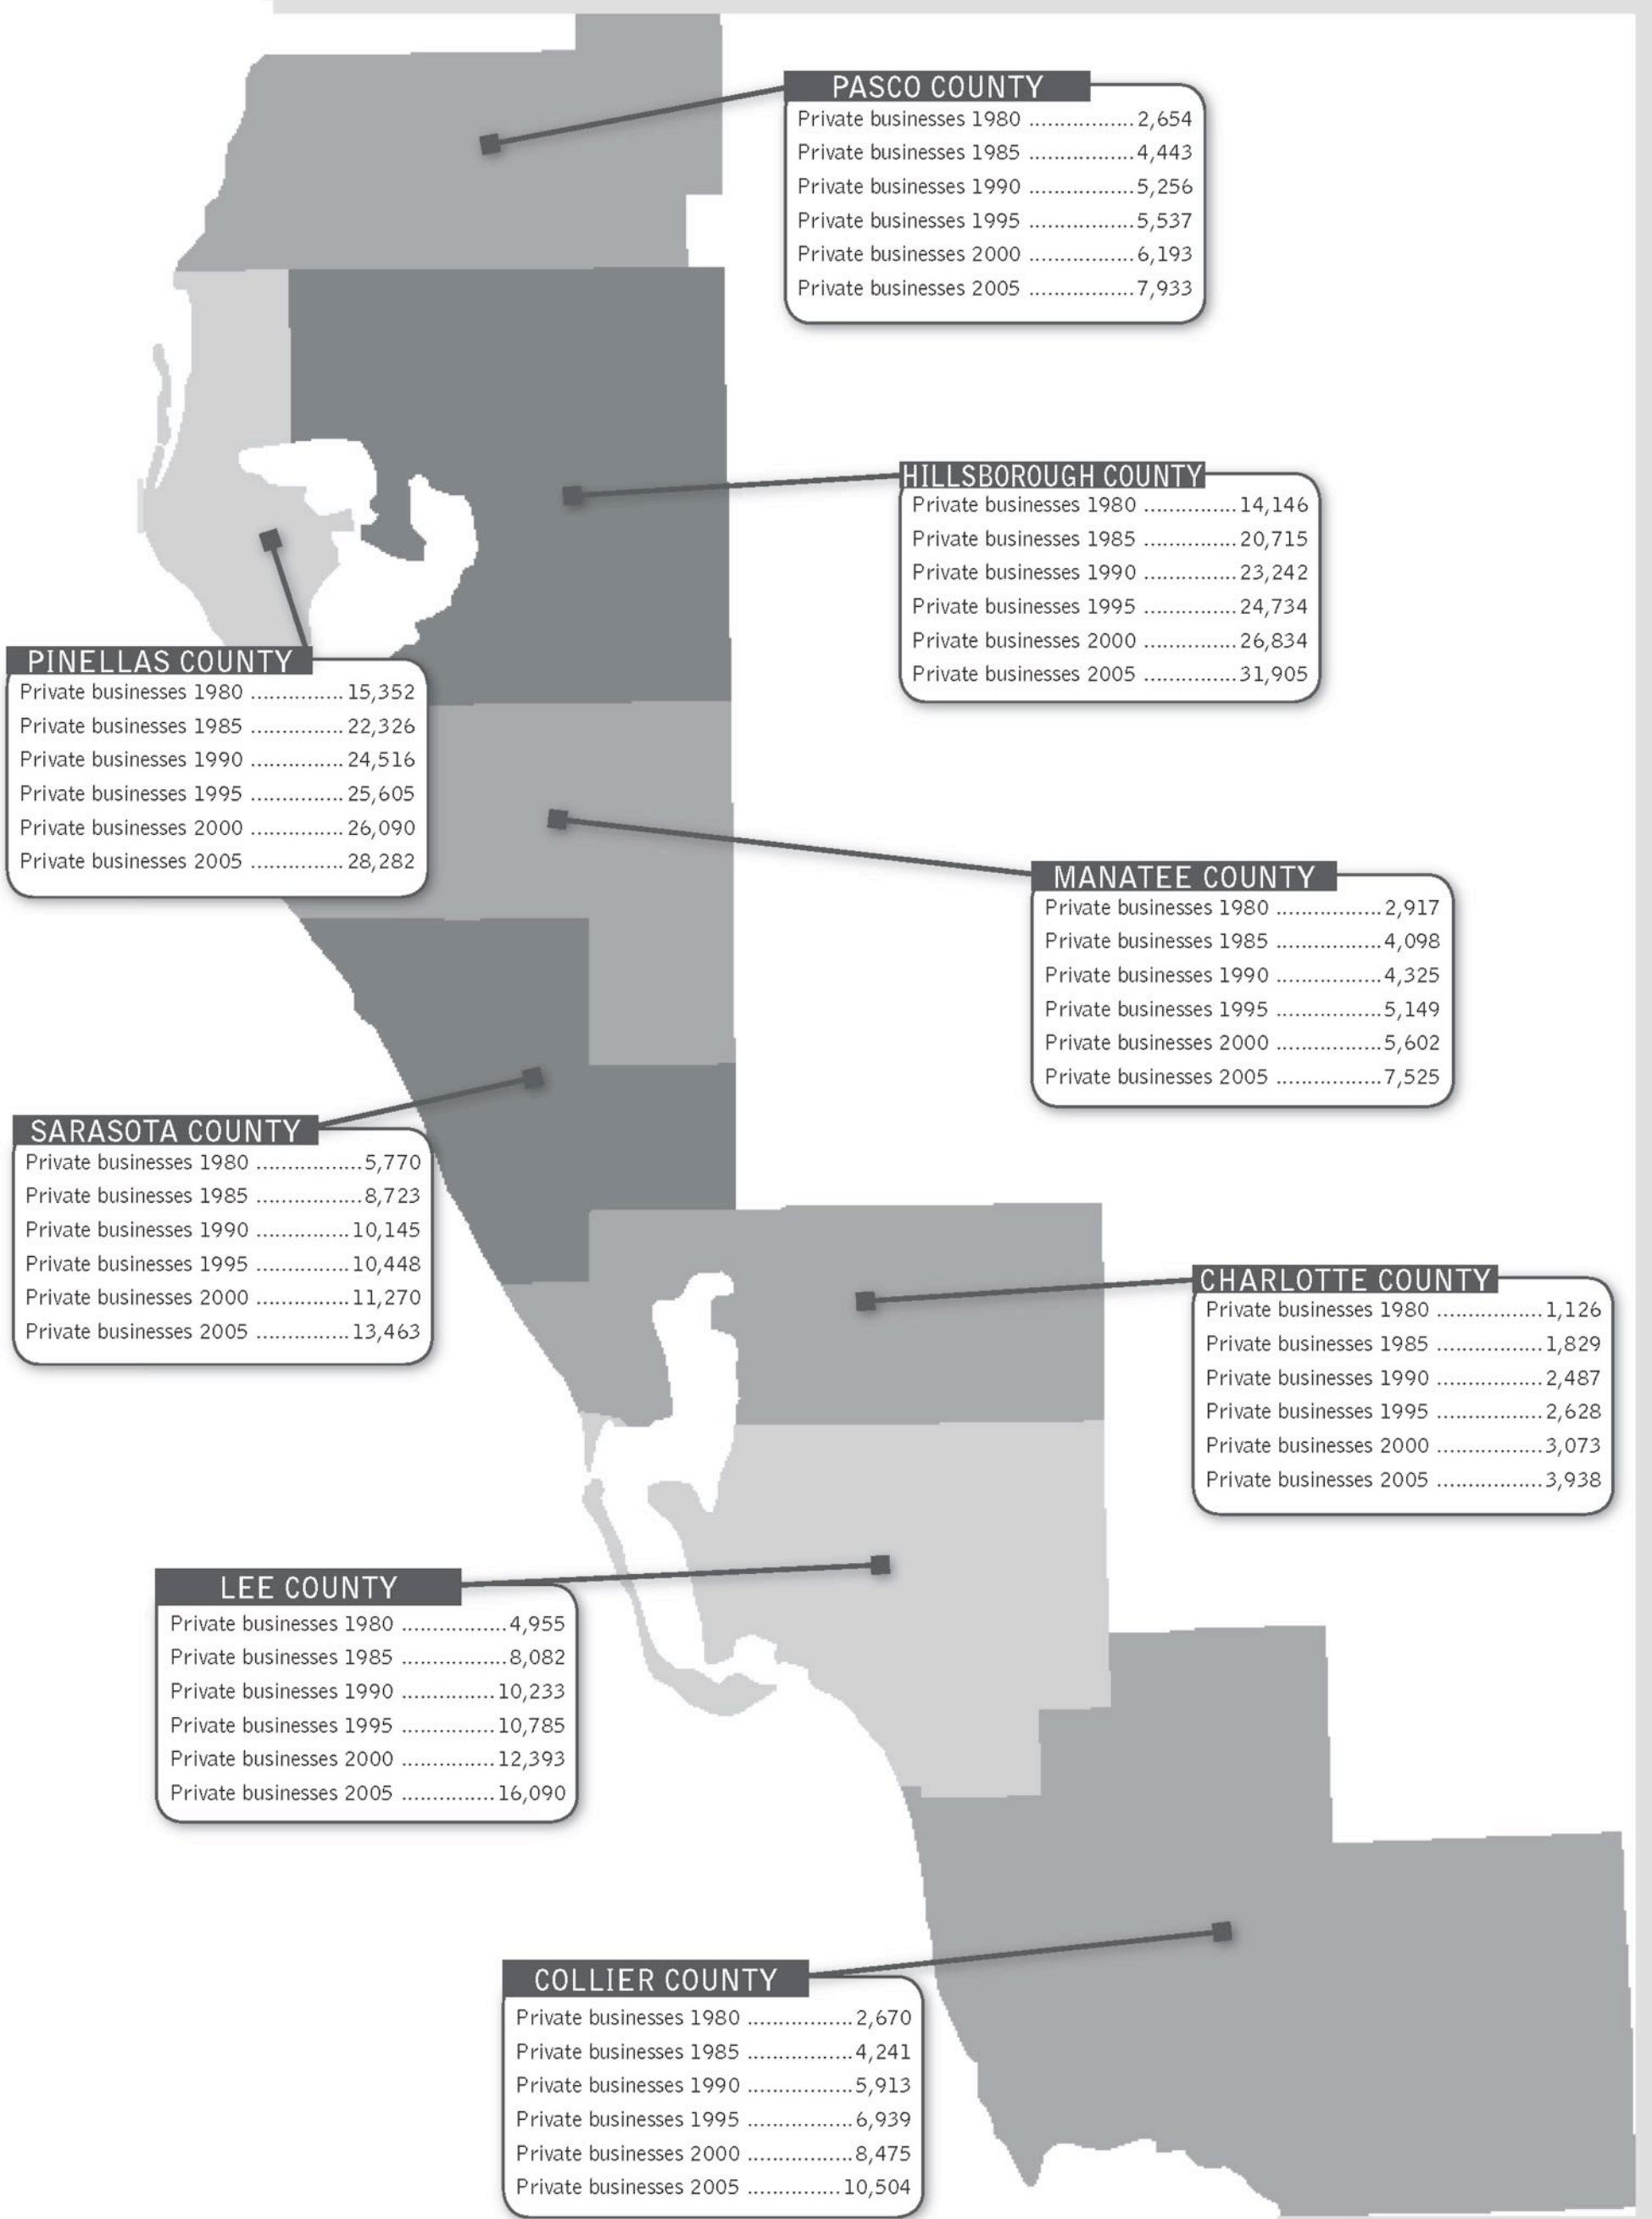 PASCO COUNTY
Private businesses 1980 .................2,654
Private businesses 1985 .................4,443
Private businesses 1990 .................5,256
Private businesses 1995 .................5,537
Private businesses 2000 .................6,193
Private businesses 2005 .................7,933
HILLSBOROUGH COUNTY
Private businesses 1980 ...............14,146
Private businesses 1985 ...............20,715
Private businesses 1990 ...............23,242
Private businesses 1995 ...............24,734
Private businesses 2000 ...............26,834
Private businesses 2005 ...............31,905
PINELLAS COUNTY
Private businesses 1980 ...............15,352
Private businesses 1985 ...............22,326
Private businesses 1990 ...............24,516
Private businesses 1995 ...............25,605
Private businesses 2000 ...............26,090
Private businesses 2005 ...............28,282
MANATEE COUNTY
Private businesses 1980 .................2,917
Private businesses 1985 .................4,098
Private businesses 1990 .................4,325
Private businesses 1995 .................5,149
Private businesses 2000 .................5,602
Private businesses 2005 .................7,525
SARASOTA COUNTY
Private businesses 1980 .................5,770
Private businesses 1985 .................8,723
Private businesses 1990 ...............10,145
Private businesses 1995 ...............10,448
Private businesses 2000 ...............11,270
Private businesses 2005 ...............13,463
CHARLOTTE COUNTY
Private businesses 1980 .................1,126
Private businesses 1985 .................1,829
Private businesses 1990 .................2,487
Private businesses 1995 .................2,628
Private businesses 2000 .................3,073
Private businesses 2005 .................3,938
LEE COUNTY
Private businesses 1980 .................4,955
Private businesses 1985 .................8,082
Private businesses 1990 ...............10,233
Private businesses 1995 ...............10,785
Private businesses 2000 ...............12,393
Private businesses 2005 ...............16,090
COLLIER COUNTY
Private businesses 1980 .................2,670
Private businesses 1985 .................4,241
Private businesses 1990 .................5,913
Private businesses 1995 .................6,939
Private businesses 2000 .................8,475
Private businesses 2005 ...............10,504